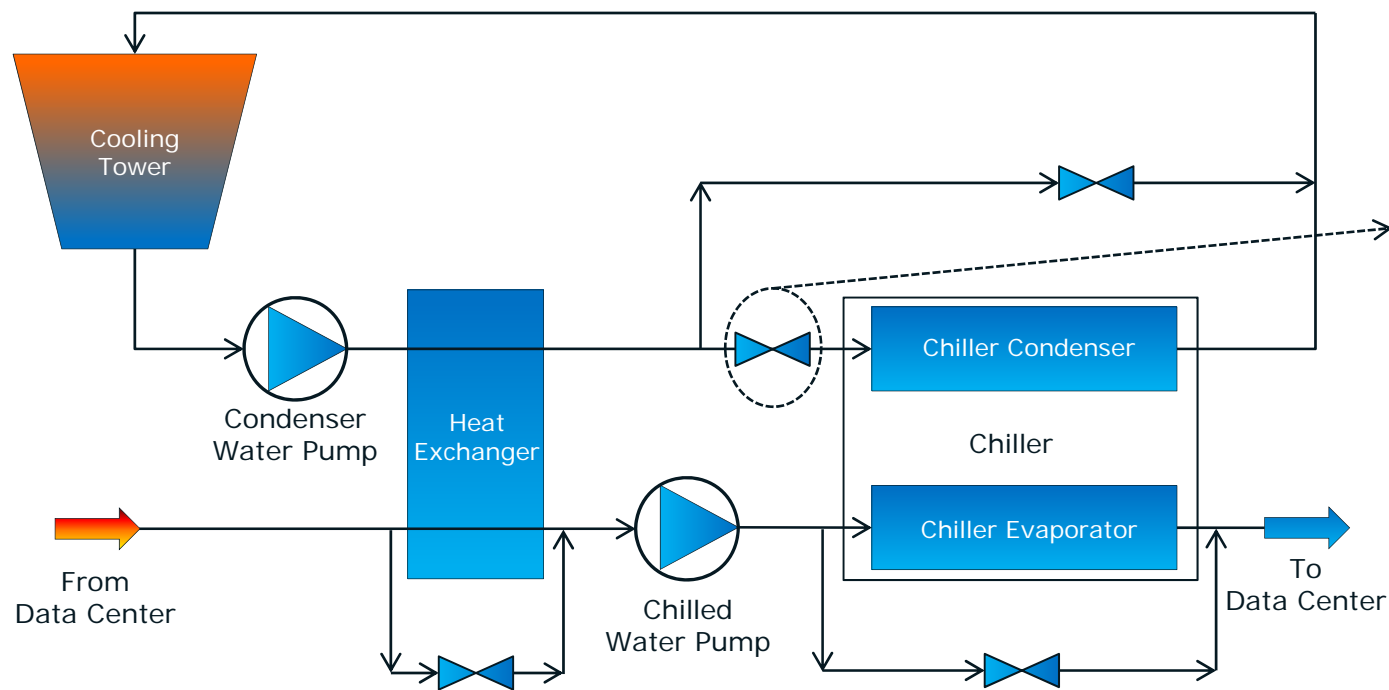 Cooling
Tower
Condenser
Water Pump
Heat
Exchanger
Chiller Condenser
Chiller
Chiller Evaporator
From
Data Center
Chilled
Water Pump
To
Data Center